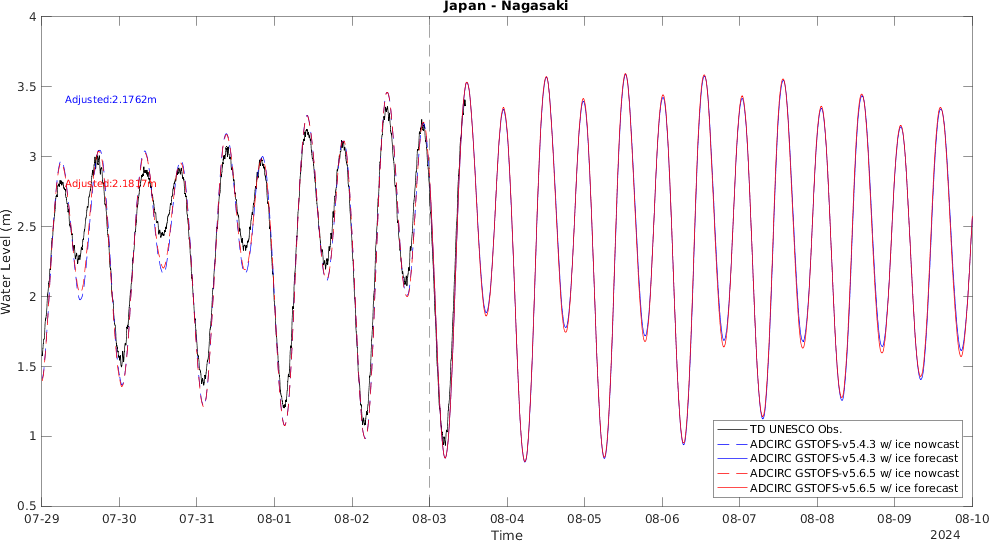 Japan - Nagasaki
4
3.5
3
2.5
2
1.5
1
0.5
Water Level (m)
Adjusted:2.1762m
Adjusted:2.1817m
TD UNESCO Obs.
ADCIRC GSTOFS-v5.4.3 w/ ice nowcast
ADCIRC GSTOFS-v5.4.3 w/ ice forecast
ADCIRC GSTOFS-v5.6.5 w/ ice nowcast
ADCIRC GSTOFS-v5.6.5 w/ ice forecast
07-29 07-30 07-31 08-01 08-02 08-03 08-04 08-05 08-06 08-07 08-08 08-09 08-10
Time
2024